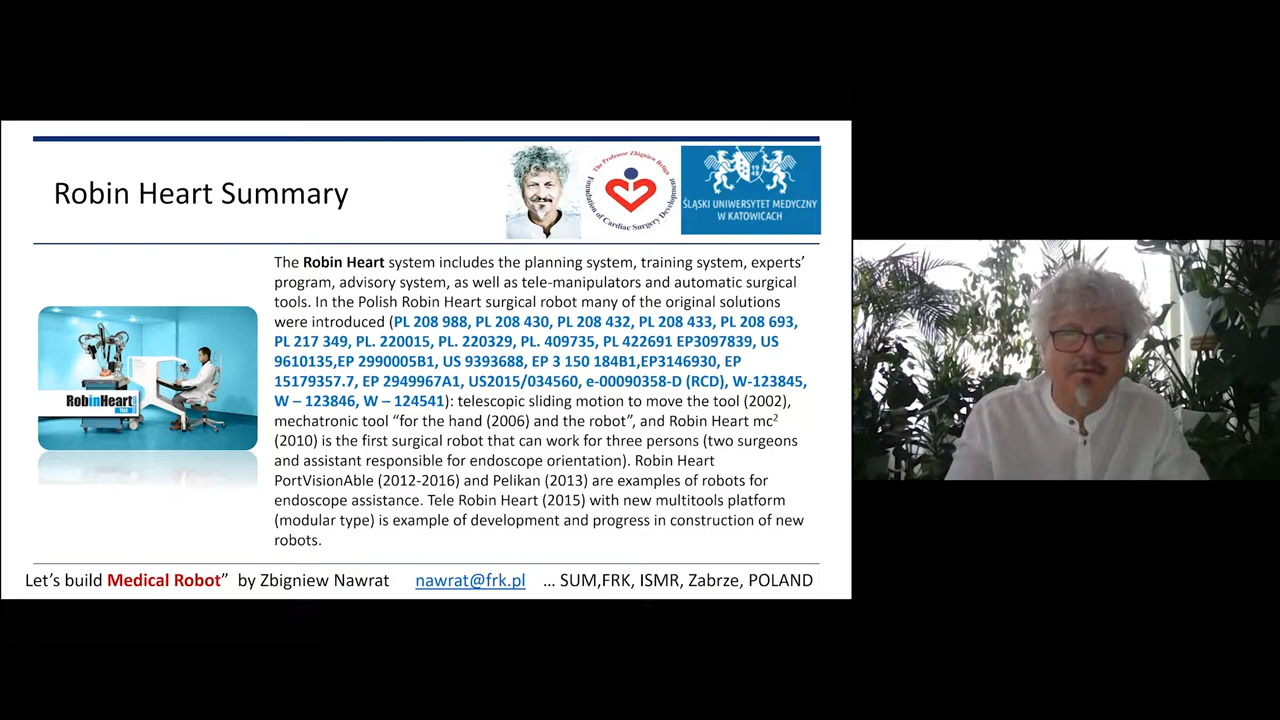 Robin Heart Summary
The Professor Zbigniew Religa
Foundation of Cardiac Surgery Development
1948
ŚLĄSKI UNIWERSYTET MEDYCZNY
W KATOWICACH
The Robin Heart system includes the planning system, training system, experts’
program, advisory system, as well as tele-manipulators and automatic surgical
tools. In the Polish Robin Heart surgical robot many of the original solutions
were introduced (PL 208 988, PL 208 430, PL 208 432, PL 208 433, PL 208 693,
PL 217 349, PL. 220015, PL. 220329, PL. 409735, PL 422691 EP3097839, US
9610135,EP 2990005B1, US 9393688, EP 3 150 184B1,EP3146930, EP
15179357.7, EP 2949967A1, US2015/034560, e-00090358-D (RCD), W-123845,
W – 123846, W – 124541): telescopic sliding motion to move the tool (2002),
mechatronic tool “for the hand (2006) and the robot”, and Robin Heart mc²
(2010) is the first surgical robot that can work for three persons (two surgeons
and assistant responsible for endoscope orientation). Robin Heart
PortVisionAble (2012-2016) and Pelikan (2013) are examples of robots for
endoscope assistance. Tele Robin Heart (2015) with new multitools platform
(modular type) is example of development and progress in construction of new
robots.
RobinHeart
Let’s build Medical Robot” by Zbigniew Nawrat nawrat@frk.pl ... SUM,FRK, ISMR, Zabrze, POLAND